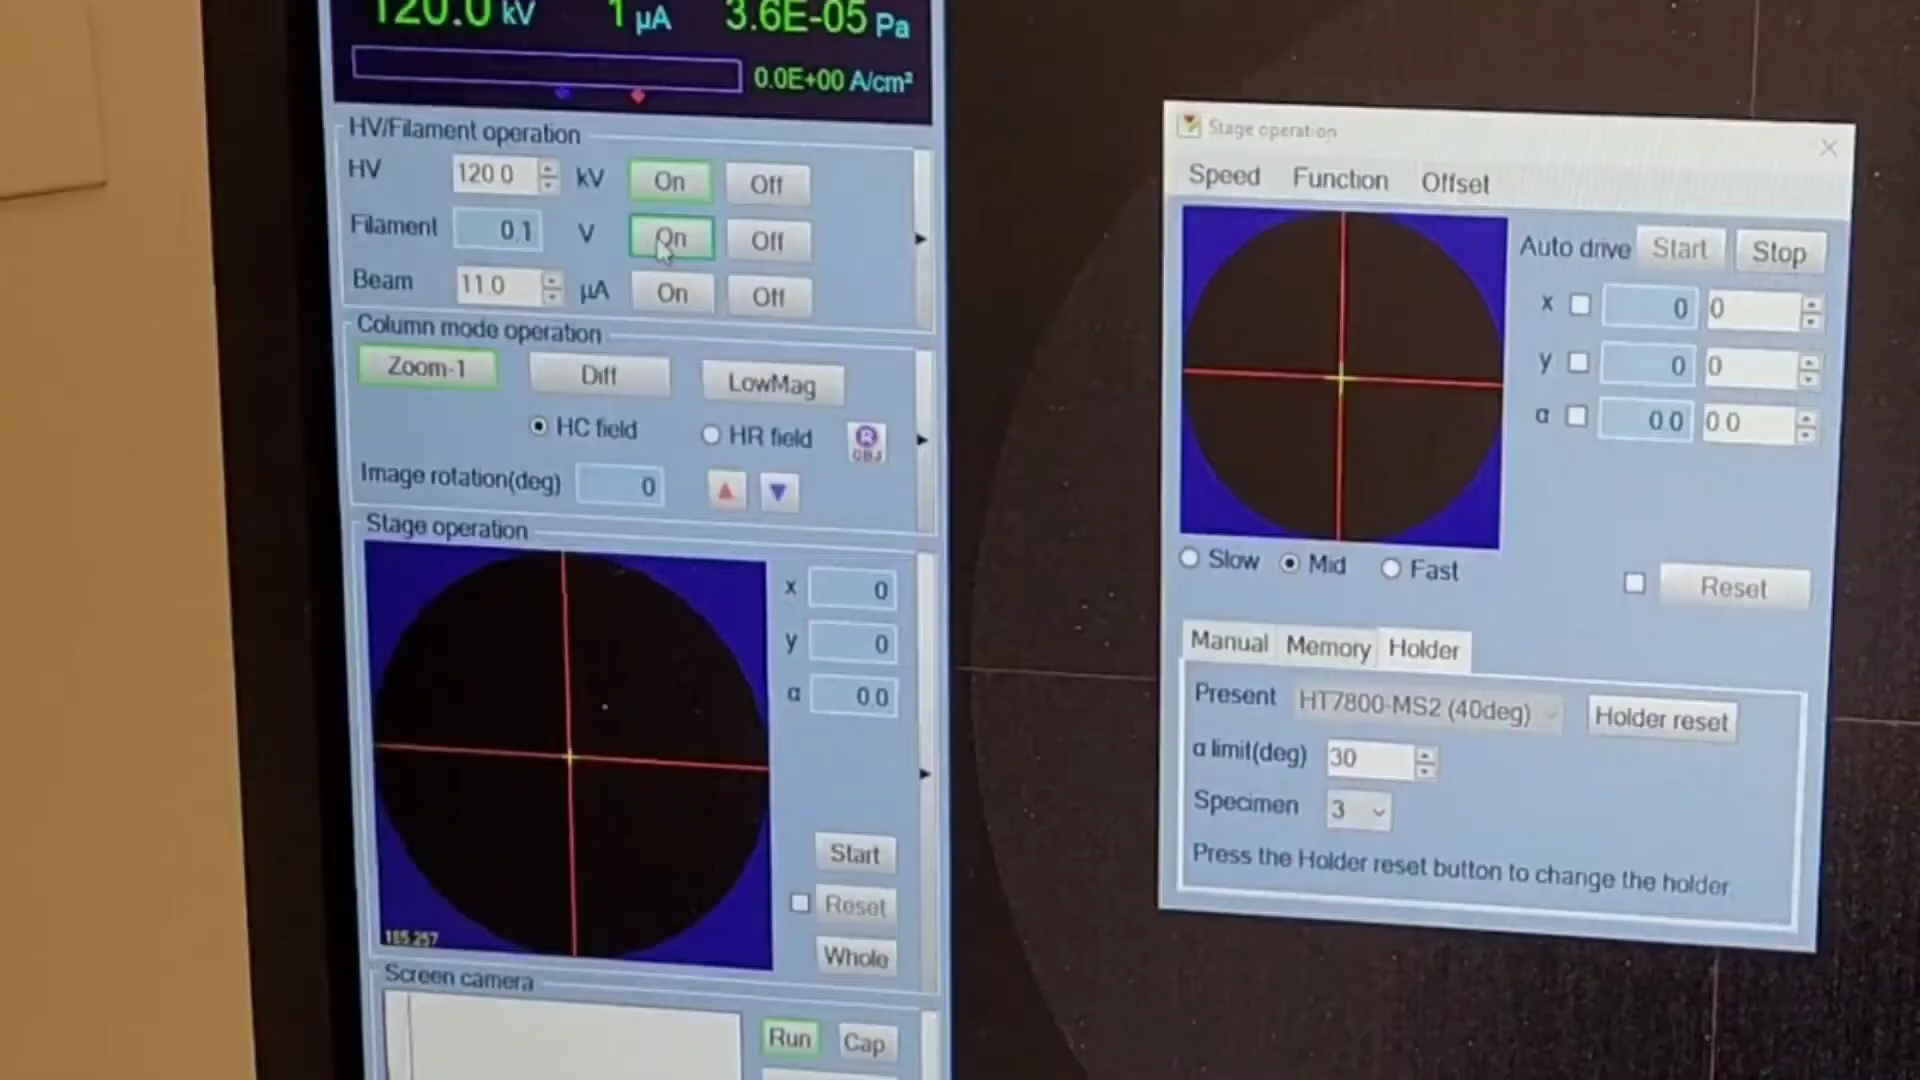 120.0 kV 1 µA 3.6E-05 Pa
0.0E+00 A/cm²
HV/Filament operation
HV 120.0 kV On Off
Filament 0.1 V On Off
Beam 11.0 µA On Off
Column mode operation
Zoom-1 Diff LowMag
HC field HR field R OBJ
Image rotation(deg) 0
Stage operation
x 0
y 0
α 0.0
Start
Reset
Whole
Screen camera
Run Cap
Stage operation
Speed Function Offset
Auto drive Start Stop
x 0 0
y 0 0
α 0.0 0.0
Slow Mid Fast
Reset
Manual Memory Holder
Present HT7800-MS2 (40deg) Holder reset
α limit(deg) 30
Specimen 3
Press the Holder reset button to change the holder.